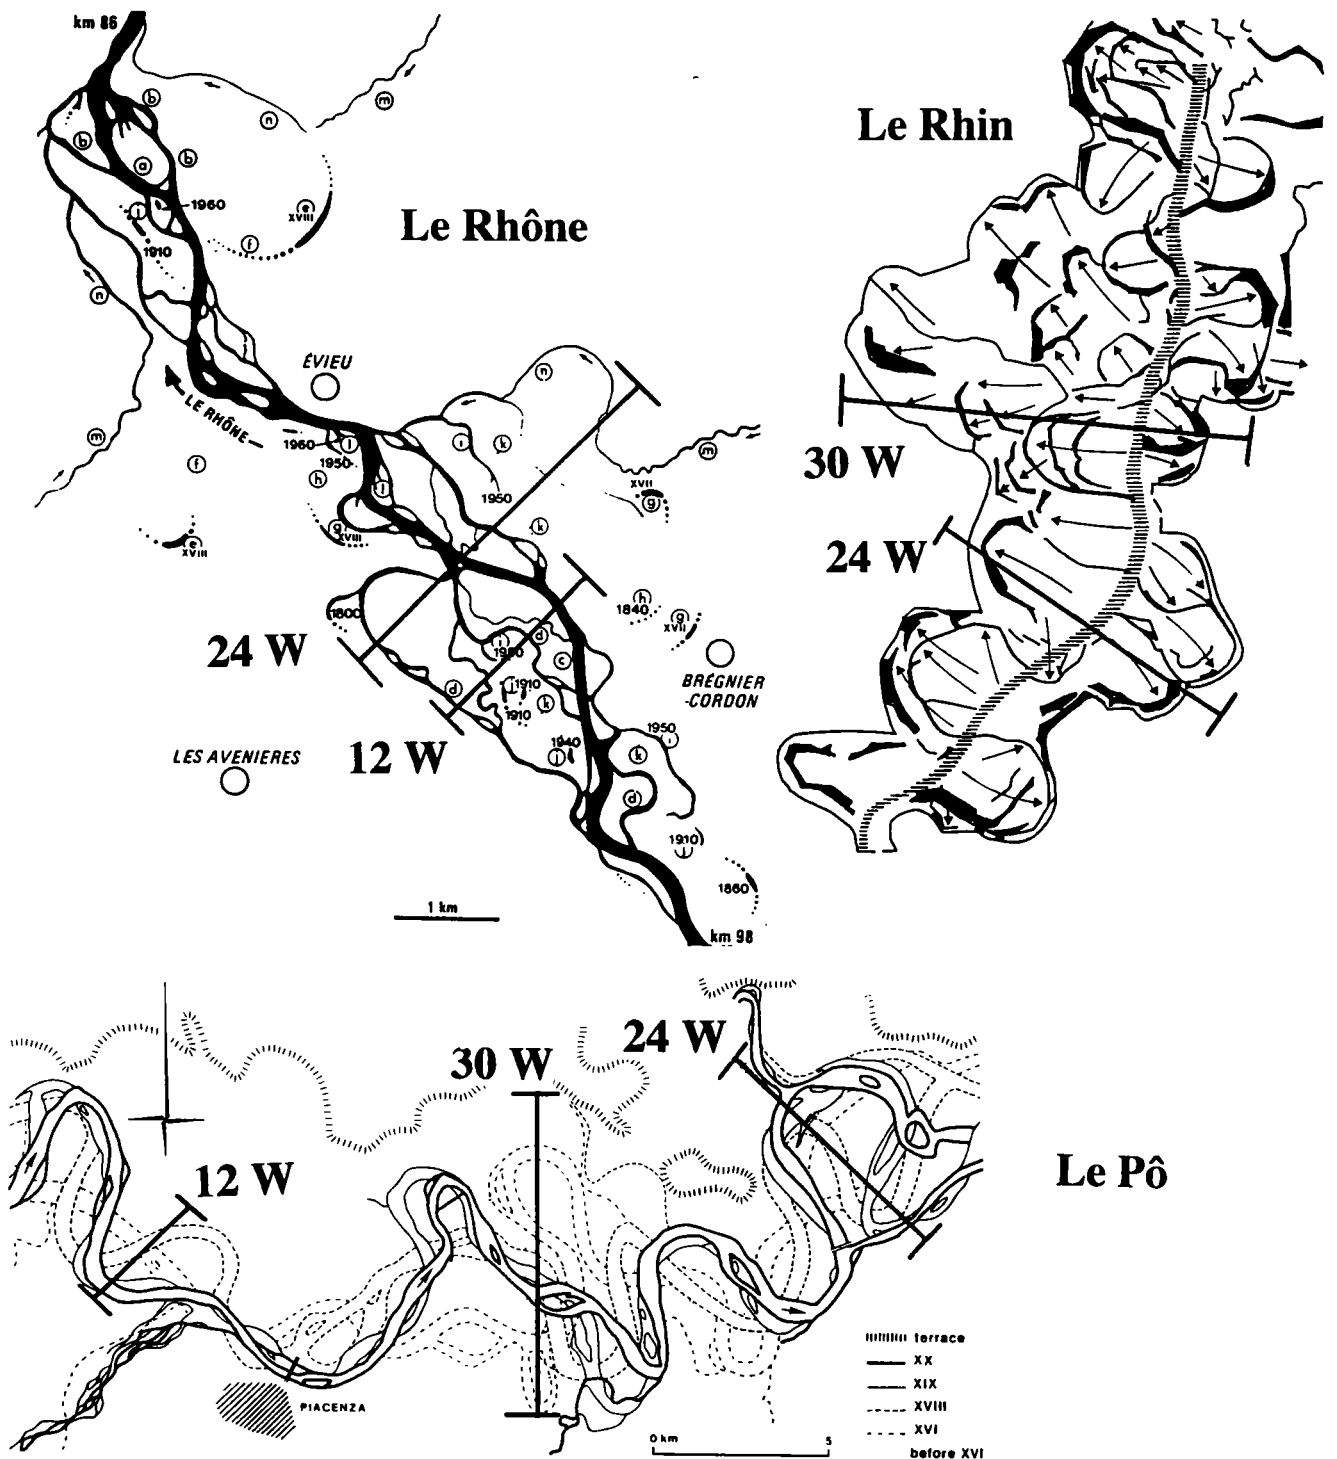 km 86
m
b
n
b
b
a
1960
e
XVIII
j
Le Rhône
1910
f
n
ÉVIEU
n
LE RHÔNE
m
1960
l
i
k
f
1950
m
h
l
1950
XVII
g
g
XVIII
k
e
XVIII
1800
h
1840
g
XVII
24 W
i
d
1950
c
BRÉGNIER
-CORDON
d
j
1910
k
1910
1950
i
12 W
1940
j
k
LES AVENIERES
d
1910
j
1860
1 km
km 98
Le Rhin
30 W
24 W
24 W
30 W
12 W
Le Pô
PIACENZA
terrace
XX
XIX
XVIII
XVI
before XVI
0 km
5